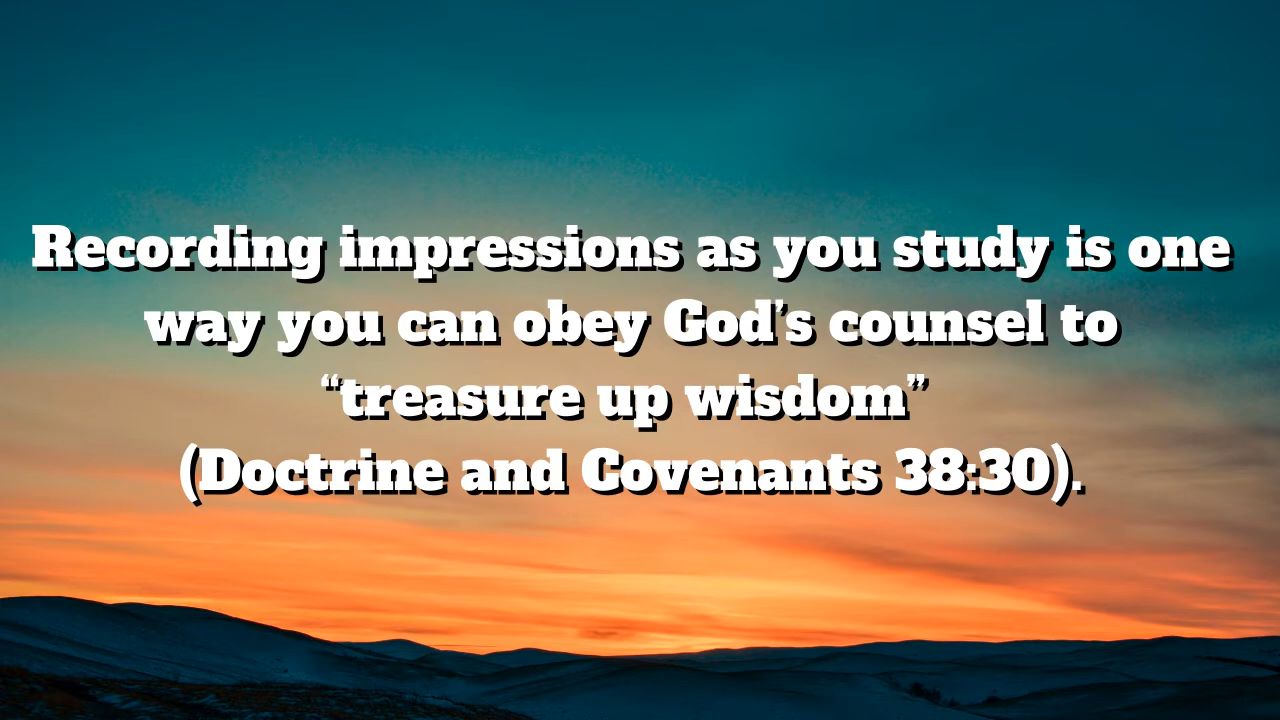 Recording impressions as you study is one
way you can obey God's counsel to
“treasure up wisdom”
(Doctrine and Covenants 38:30).